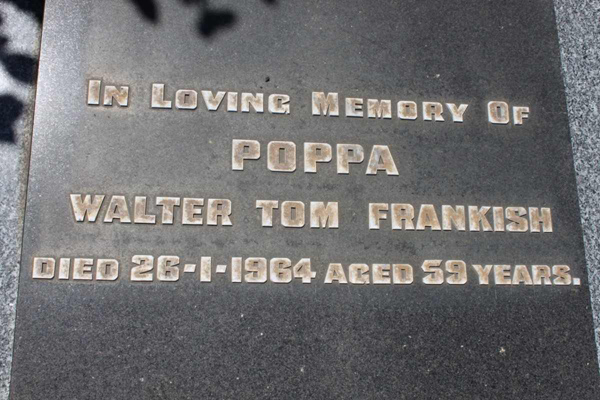 In Loving Memory Of
POPPA
WALTER TOM FRANKISH
DIED 26-1-1964 AGED 59 YEARS.